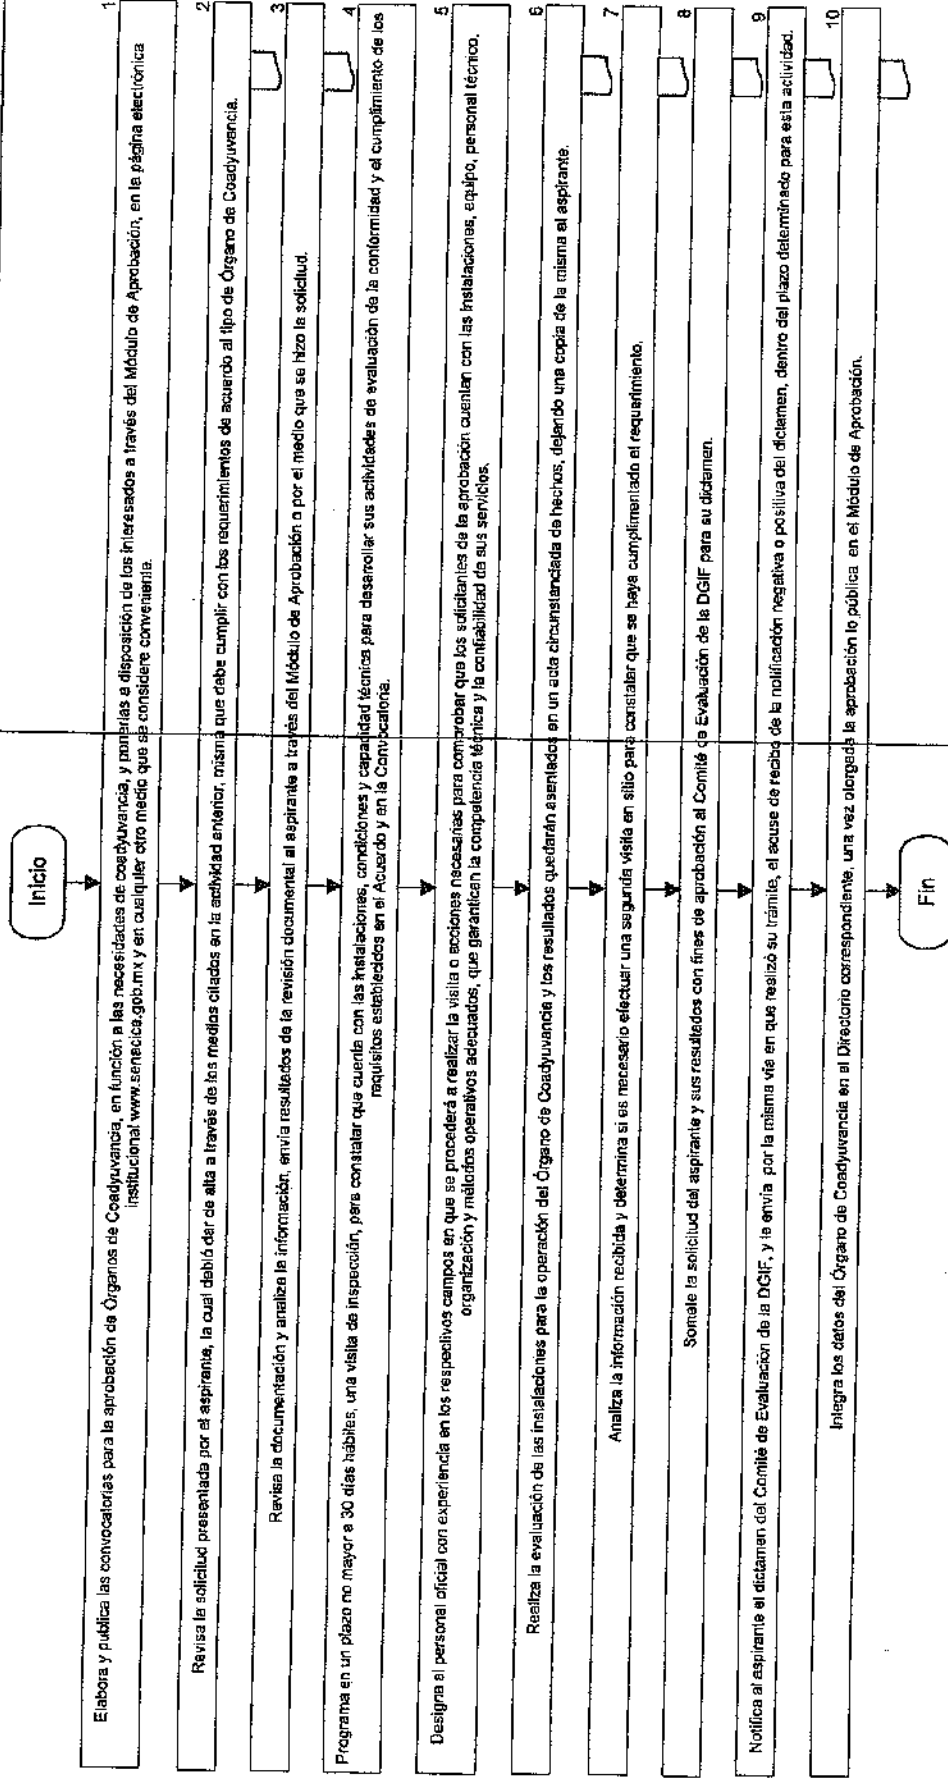 Inicio
1
Elabora y publica las convocatorias para la aprobación de Órganos de Coadyuvancia, en función a las necesidades de coadyuvancia, y ponerlas a disposición de los interesados a través del Módulo de Aprobación, en la página electrónica
institucional www.senacica.gob.mx y en cualquier otro medio que se considere conveniente.
2
Revisa la solicitud presentada por el aspirante, la cual debió dar de alta a través de los medios citados en la actividad anterior, misma que debe cumplir con los requerimientos de acuerdo al tipo de Órgano de Coadyuvancia.
3
Revisa la documentación y analiza la información, envía resultados de la revisión documental al aspirante a través del Módulo de Aprobación o por el medio que se hizo la solicitud.
4
Programa en un plazo no mayor a 30 días hábiles, una visita de inspección, para constatar que cuenta con las instalaciones, condiciones y capacidad técnica para desarrollar sus actividades de evaluación de la conformidad y el cumplimiento de los
requisitos establecidos en el Acuerdo y en la Convocatoria.
5
Designa al personal oficial con experiencia en los respectivos campos en que se procederá a realizar la visita o acciones necesarias para comprobar que los solicitantes de la aprobación cuentan con las instalaciones, equipo, personal técnico,
organización y métodos operativos adecuados, que garanticen la competencia técnica y la confiabilidad de sus servicios.
6
Realiza la evaluación de las instalaciones para la operación del Órgano de Coadyuvancia y los resultados quedarán asentados en un acta circunstanciada de hechos, dejando una copia de la misma al aspirante.
7
Analiza la información recibida y determina si es necesario efectuar una segunda visita en sitio para constatar que se haya cumplimentado el requerimiento.
8
Somete la solicitud del aspirante y sus resultados con fines de aprobación al Comité de Evaluación de la DGIF para su dictamen.
9
Notifica al aspirante el dictamen del Comité de Evaluación de la DGIF, y le envía por la misma vía en que realizó su trámite, el acuse de recibo de la notificación negativa o positiva del dictamen, dentro del plazo determinado para esta actividad.
10
Integra los datos del Órgano de Coadyuvancia en el Directorio correspondiente, una vez otorgada la aprobación lo pública en el Módulo de Aprobación.
Fin